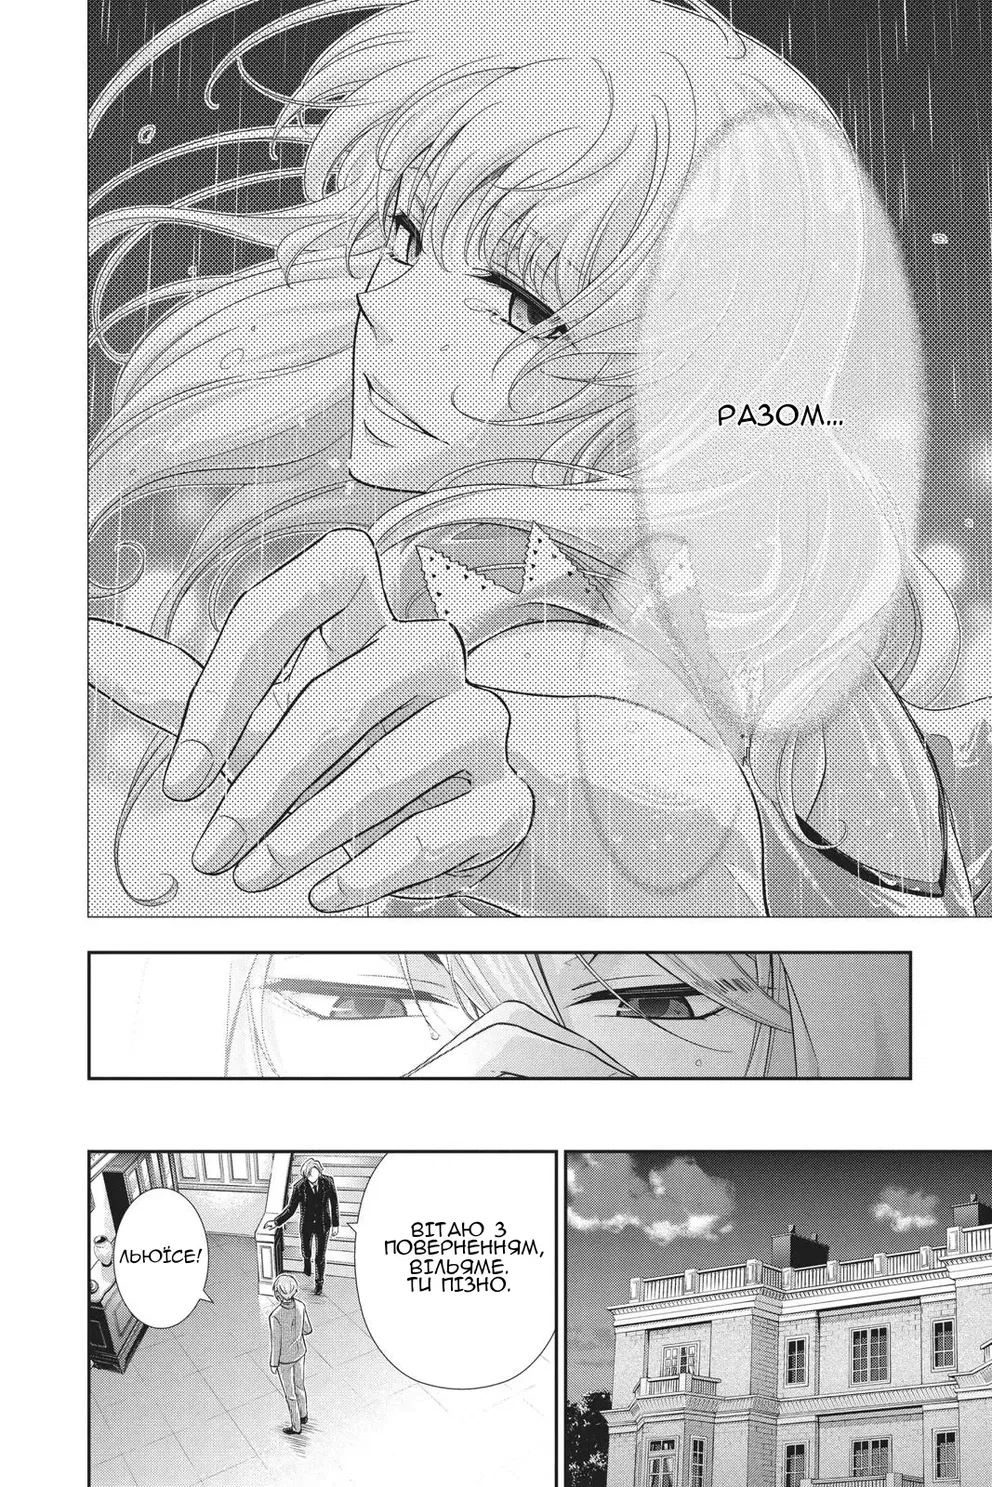 РАЗОМ...
ВІТАЮ З
ПОВЕРНЕННЯМ,
ВІЛЬЯМЕ.
ТИ ПІЗНО.
ЛЬЮЇСЕ!